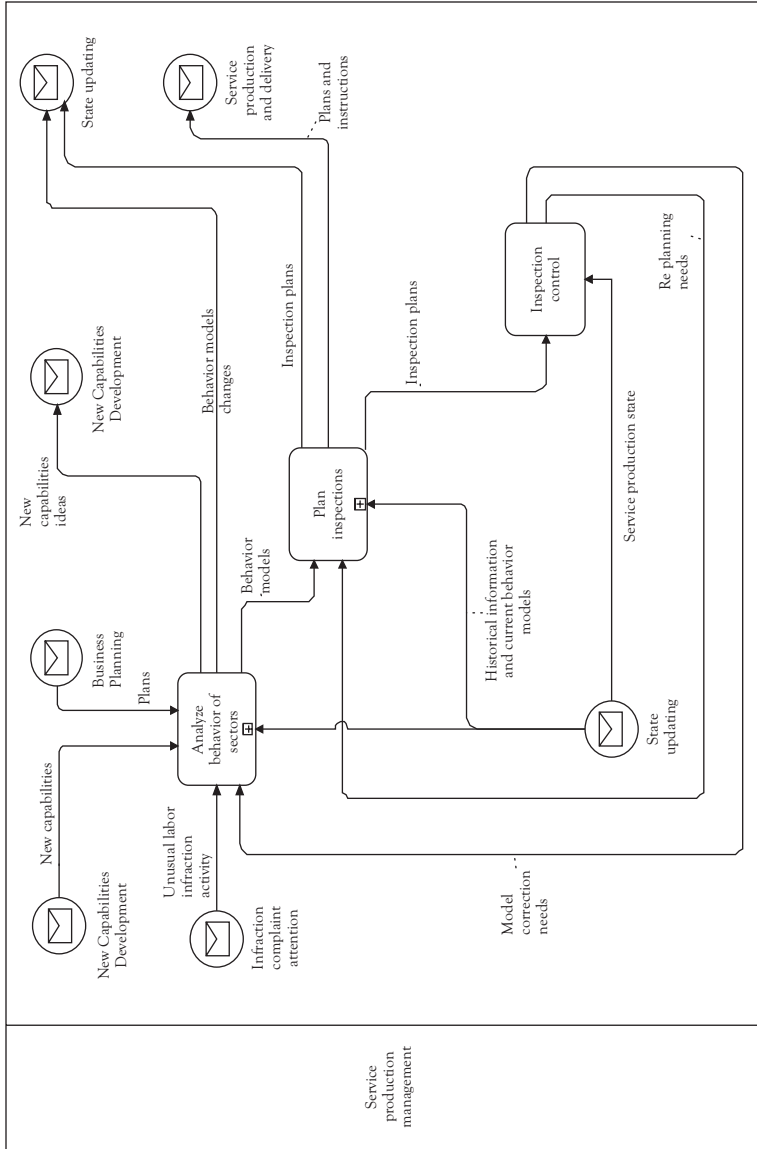 Service
production
management
New Capabilities
Development
New capabilities
Business
Planning
Plans
New
capabilities
ideas
New Capabilities
Development
State updating
Infraction
complaint
attention
Unusual labor
infraction
activity
Analyze
behavior of
sectors
Behavior models
changes
Service
production
and delivery
Behavior
models
Plan
inspections
Inspection plans
Plans and
instructions
Inspection plans
Historical information
and current behavior
models
Model
correction
needs
State
updating
Service production state
Inspection
control
Re planning
needs